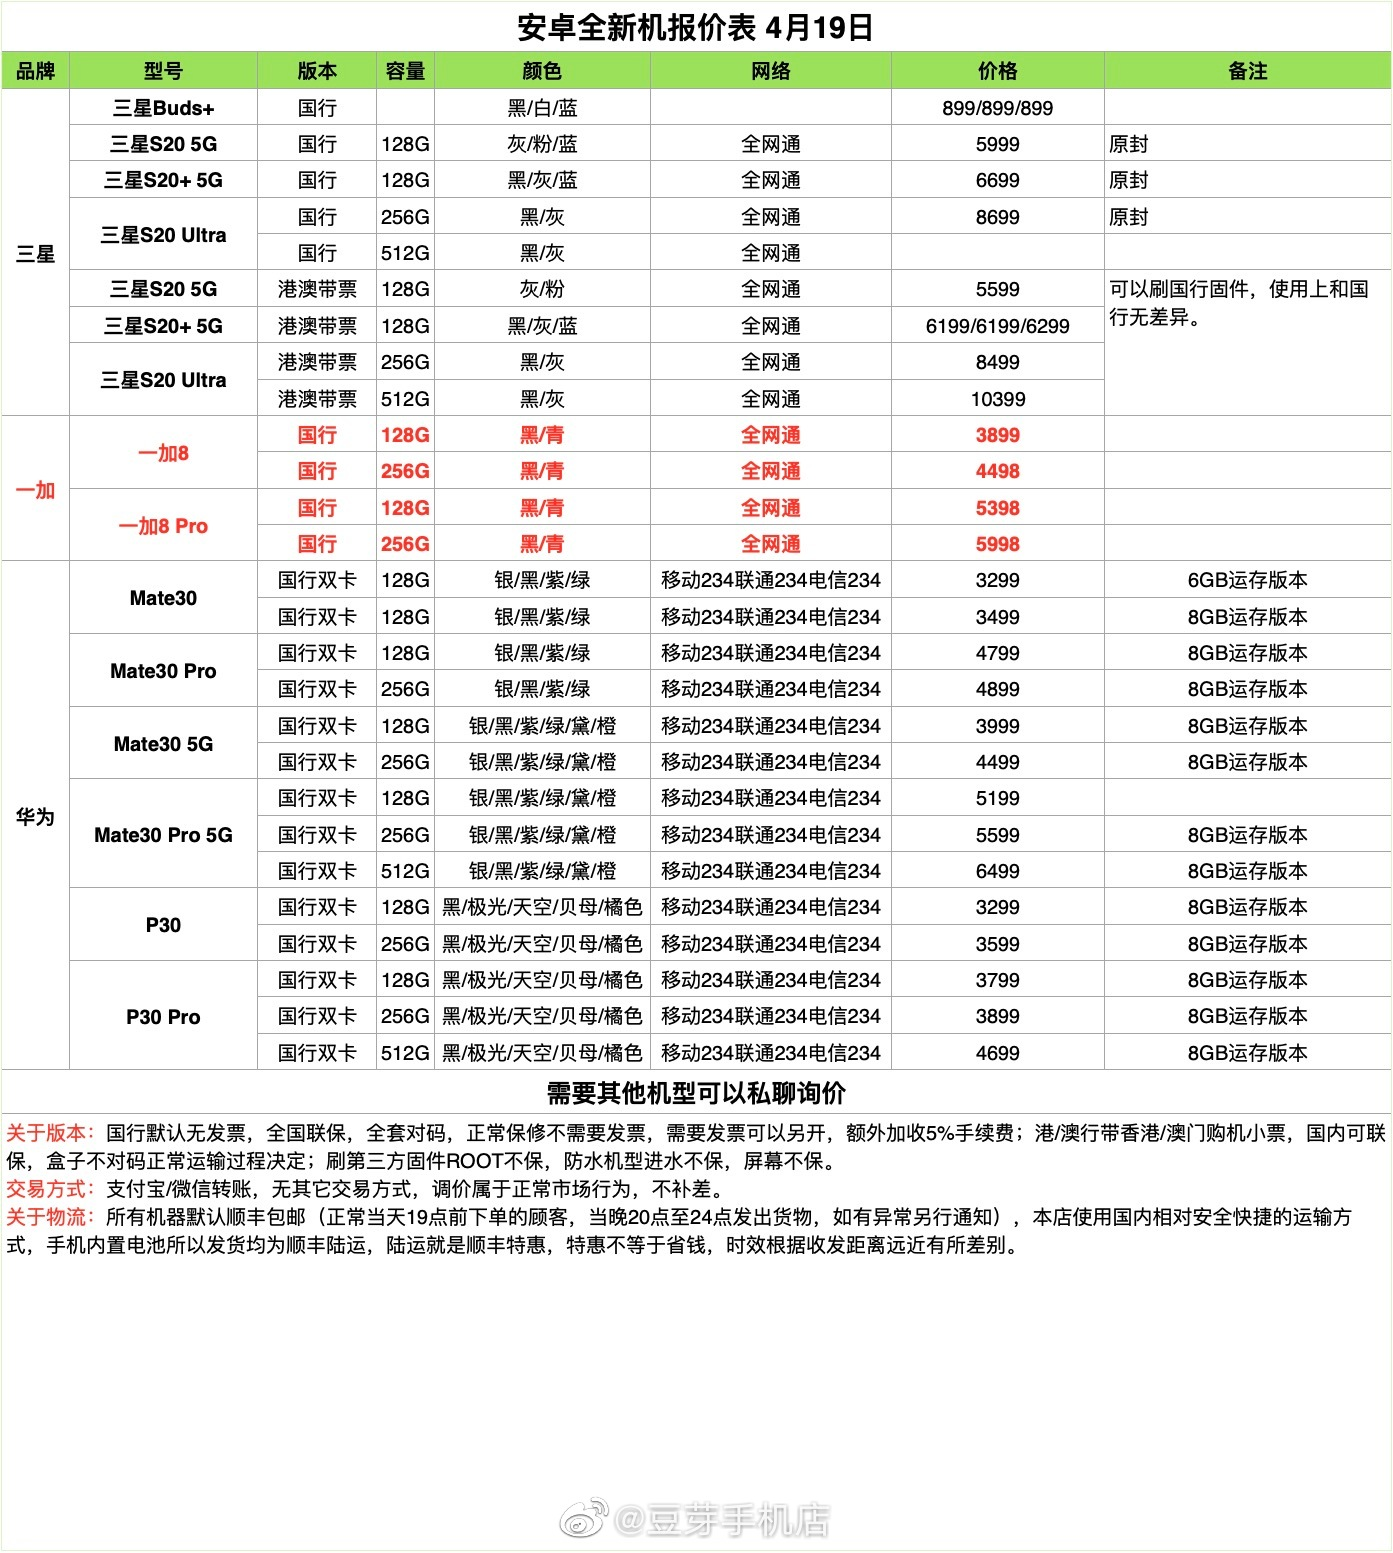 安卓全新机报价表 4月19日
品牌 型号 版本 容量 颜色 网络 价格 备注
三星 三星Buds+ 国行 黑/白/蓝 899/899/899
三星S20 5G 国行 128G 灰/粉/蓝 全网通 5999 原封
三星S20+ 5G 国行 128G 黑/灰/蓝 全网通 6699 原封
三星S20 Ultra 国行 256G 黑/灰 全网通 8699 原封
国行 512G 黑/灰 全网通
三星S20 5G 港澳带票 128G 灰/粉 全网通 5599 可以刷国行固件，使用上和国
行无差异。
三星S20+ 5G 港澳带票 128G 黑/灰/蓝 全网通 6199/6199/6299
三星S20 Ultra 港澳带票 256G 黑/灰 全网通 8499
港澳带票 512G 黑/灰 全网通 10399
一加 一加8 国行 128G 黑/青 全网通 3899
国行 256G 黑/青 全网通 4498
一加8 Pro 国行 128G 黑/青 全网通 5398
国行 256G 黑/青 全网通 5998
华为 Mate30 国行双卡 128G 银/黑/紫/绿 移动234联通234电信234 3299 6GB运存版本
国行双卡 128G 银/黑/紫/绿 移动234联通234电信234 3499 8GB运存版本
Mate30 Pro 国行双卡 128G 银/黑/紫/绿 移动234联通234电信234 4799 8GB运存版本
国行双卡 256G 银/黑/紫/绿 移动234联通234电信234 4899 8GB运存版本
Mate30 5G 国行双卡 128G 银/黑/紫/绿/黛/橙 移动234联通234电信234 3999 8GB运存版本
国行双卡 256G 银/黑/紫/绿/黛/橙 移动234联通234电信234 4499 8GB运存版本
Mate30 Pro 5G 国行双卡 128G 银/黑/紫/绿/黛/橙 移动234联通234电信234 5199
国行双卡 256G 银/黑/紫/绿/黛/橙 移动234联通234电信234 5599 8GB运存版本
国行双卡 512G 银/黑/紫/绿/黛/橙 移动234联通234电信234 6499 8GB运存版本
P30 国行双卡 128G 黑/极光/天空/贝母/橘色 移动234联通234电信234 3299 8GB运存版本
国行双卡 256G 黑/极光/天空/贝母/橘色 移动234联通234电信234 3599 8GB运存版本
P30 Pro 国行双卡 128G 黑/极光/天空/贝母/橘色 移动234联通234电信234 3799 8GB运存版本
国行双卡 256G 黑/极光/天空/贝母/橘色 移动234联通234电信234 3899 8GB运存版本
国行双卡 512G 黑/极光/天空/贝母/橘色 移动234联通234电信234 4699 8GB运存版本
需要其他机型可以私聊询价
关于版本：国行默认无发票，全国联保，全套对码，正常保修不需要发票，需要发票可以另开，额外加收5%手续费；港/澳行带香港/澳门购机小票，国内可联
保，盒子不对码正常运输过程决定；刷第三方固件ROOT不保，防水机型进水不保，屏幕不保。
交易方式：支付宝/微信转账，无其它交易方式，调价属于正常市场行为，不补差。
关于物流：所有机器默认顺丰包邮（正常当天19点前下单的顾客，当晚20点至24点发出货物，如有异常另行通知），本店使用国内相对安全快捷的运输方
式，手机内置电池所以发货均为顺丰陆运，陆运就是顺丰特惠，特惠不等于省钱，时效根据收发距离远近有所差别。
@豆芽手机店